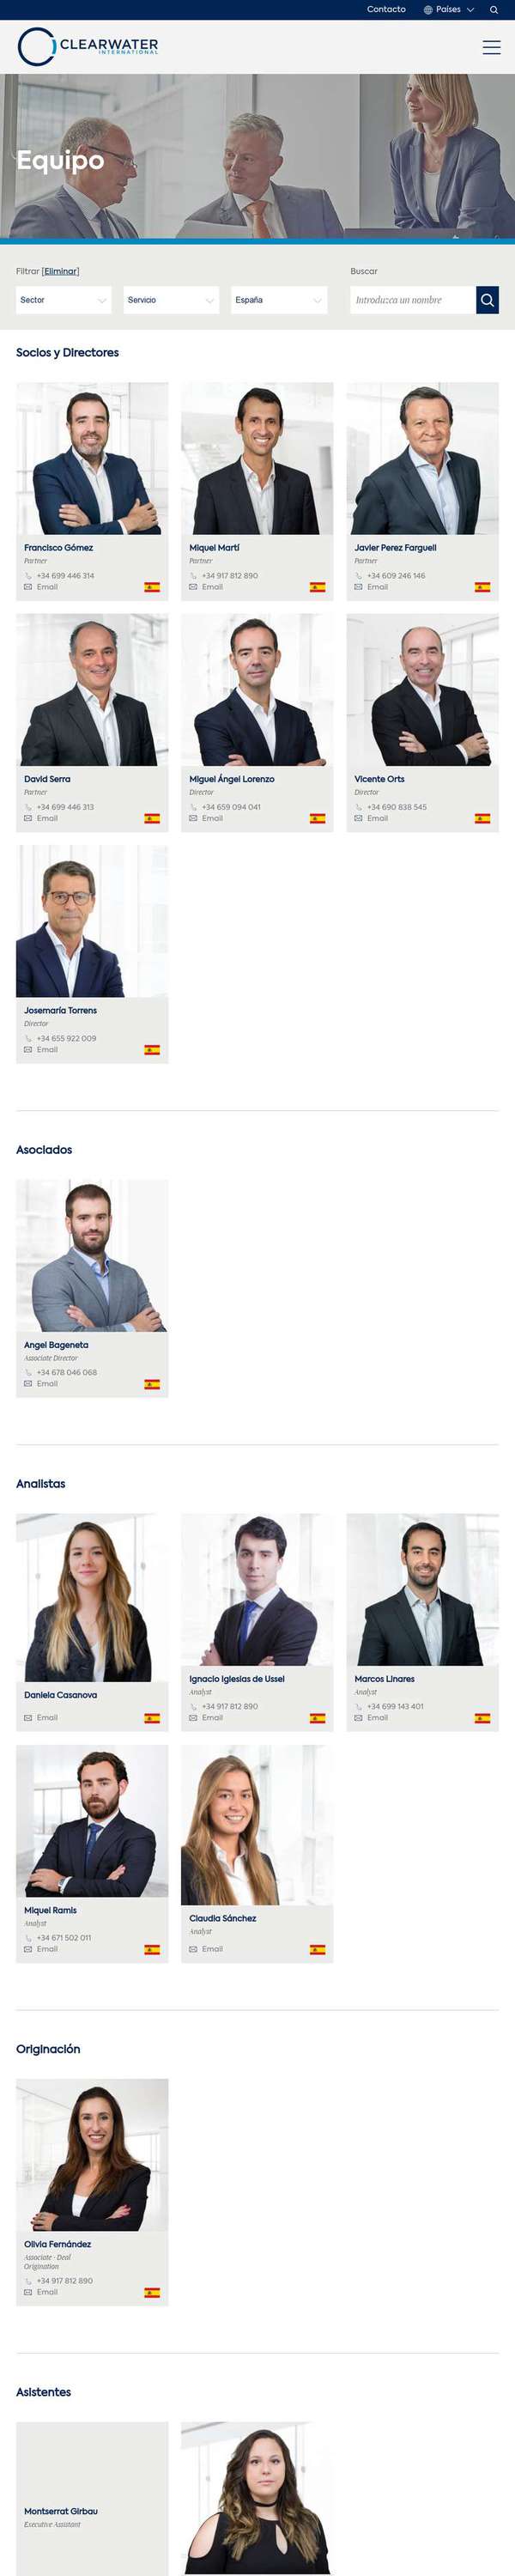 Contacto
Países
CLEARWATER
INTERNATIONAL
Equipo
Filtrar [Eliminar]
Buscar
Sector
Servicio
España
Introduzca un nombre
Socios y Directores
Francisco Gómez
Partner
+34 699 446 314
Email
Miquel Martí
Partner
+34 917 812 890
Email
Javier Perez Farguell
Partner
+34 609 246 146
Email
David Serra
Partner
+34 699 446 313
Email
Miguel Ángel Lorenzo
Director
+34 659 094 041
Email
Vicente Orts
Director
+34 690 838 545
Email
Josemaría Torrens
Director
+34 655 922 009
Email
Asociados
Angel Bageneta
Associate Director
+34 678 046 068
Email
Analistas
Daniela Casanova
Email
Ignacio Iglesias de Ussel
Analyst
+34 917 812 890
Email
Marcos Linares
Analyst
+34 699 143 401
Email
Miquel Ramis
Analyst
+34 671 502 011
Email
Claudia Sánchez
Analyst
Email
Originación
Olivia Fernández
Associate - Deal
Origination
+34 917 812 890
Email
Asistentes
Montserrat Girbau
Executive Assistant